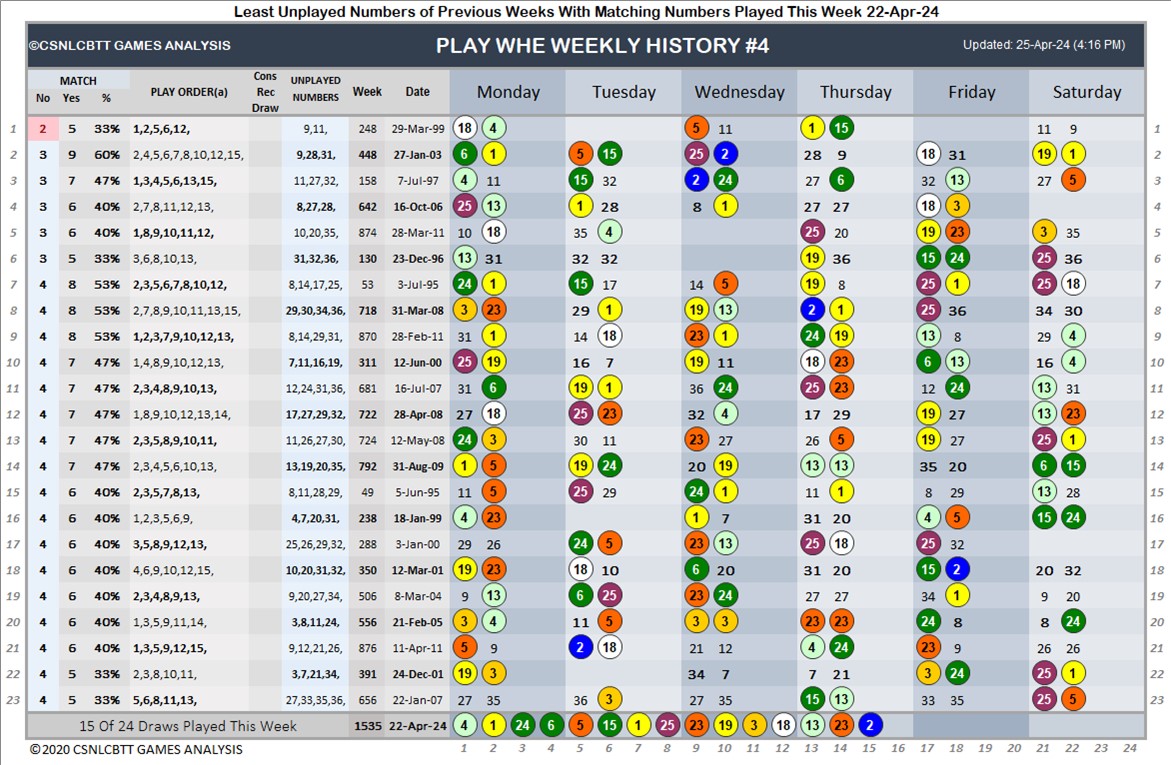 Least Unplayed Numbers of Previous Weeks With Matching Numbers Played This Week 22-Apr-24
©CSNLCBTT GAMES ANALYSIS PLAY WHE WEEKLY HISTORY #4 Updated: 25-Apr-24 (4:16 PM)
MATCH No Yes % PLAY ORDER(a) Cons Rec Draw UNPLAYED NUMBERS Week Date Monday Tuesday Wednesday Thursday Friday Saturday
1 2 5 33% 1,2,5,6,12, 9,11, 248 29-Mar-99 18 4 5 11 1 15 11 9 1
2 3 9 60% 2,4,5,6,7,8,10,12,15, 9,28,31, 448 27-Jan-03 6 1 5 15 25 2 28 9 18 31 19 1 2
3 3 7 47% 1,3,4,5,6,13,15, 11,27,32, 158 7-Jul-97 4 11 15 32 2 24 27 6 32 13 27 5 3
4 3 6 40% 2,7,8,11,12,13, 8,27,28, 642 16-Oct-06 25 13 1 28 8 1 27 27 18 3 4
5 3 6 40% 1,8,9,10,11,12, 10,20,35, 874 28-Mar-11 10 18 35 4 25 20 19 23 3 35 5
6 3 5 33% 3,6,8,10,13, 31,32,36, 130 23-Dec-96 13 31 32 32 19 36 15 24 25 36 6
7 4 8 53% 2,3,5,6,7,8,10,12, 8,14,17,25, 53 3-Jul-95 24 1 15 17 14 5 19 8 25 1 25 18 7
8 4 8 53% 2,7,8,9,10,11,13,15, 29,30,34,36, 718 31-Mar-08 3 23 29 1 19 13 2 1 25 36 34 30 8
9 4 8 53% 1,2,3,7,9,10,12,13, 8,14,29,31, 870 28-Feb-11 31 1 14 18 23 1 24 19 13 8 29 4 9
10 4 7 47% 1,4,8,9,10,12,13, 7,11,16,19, 311 12-Jun-00 25 19 16 7 19 11 18 23 6 13 16 4 10
11 4 7 47% 2,3,4,8,9,10,13, 12,24,31,36, 681 16-Jul-07 31 6 19 1 36 24 25 23 12 24 13 31 11
12 4 7 47% 1,8,9,10,12,13,14, 17,27,29,32, 722 28-Apr-08 27 18 25 23 32 4 17 29 19 27 13 23 12
13 4 7 47% 2,3,5,8,9,10,11, 11,26,27,30, 724 12-May-08 24 3 30 11 23 27 26 5 19 27 25 1 13
14 4 7 47% 2,3,4,5,6,10,13, 13,19,20,35, 792 31-Aug-09 1 5 19 24 20 19 13 13 35 20 6 15 14
15 4 6 40% 2,3,5,7,8,13, 8,11,28,29, 49 5-Jun-95 11 5 25 29 24 1 11 1 8 29 13 28 15
16 4 6 40% 1,2,3,5,6,9, 4,7,20,31, 238 18-Jan-99 4 23 1 7 31 20 4 5 15 24 16
17 4 6 40% 3,5,8,9,12,13, 25,26,29,32, 288 3-Jan-00 29 26 24 5 23 13 25 18 25 32 17
18 4 6 40% 4,6,9,10,12,15, 10,20,31,32, 350 12-Mar-01 19 23 18 10 6 20 31 20 15 2 20 32 18
19 4 6 40% 2,3,4,8,9,13, 9,20,27,34, 506 8-Mar-04 9 13 6 25 23 24 27 27 34 1 9 20 19
20 4 6 40% 1,3,5,9,11,14, 3,8,11,24, 556 21-Feb-05 3 4 11 5 3 3 23 23 24 8 8 24 20
21 4 6 40% 1,3,5,9,12,15, 9,12,21,26, 876 11-Apr-11 5 9 2 18 21 12 4 24 23 9 26 26 21
22 4 5 33% 2,3,8,10,11, 3,7,21,34, 391 24-Dec-01 19 3 34 7 7 21 3 24 25 1 22
23 4 5 33% 5,6,8,11,13, 27,33,35,36, 656 22-Jan-07 27 35 36 3 27 35 15 13 33 35 25 5 23
15 Of 24 Draws Played This Week 1535 22-Apr-24 4 1 24 6 5 15 1 25 23 19 3 18 13 23 2
© 2020 CSNLCBTT GAMES ANALYSIS 1 2 3 4 5 6 7 8 9 10 11 12 13 14 15 16 17 18 19 20 21 22 23 24